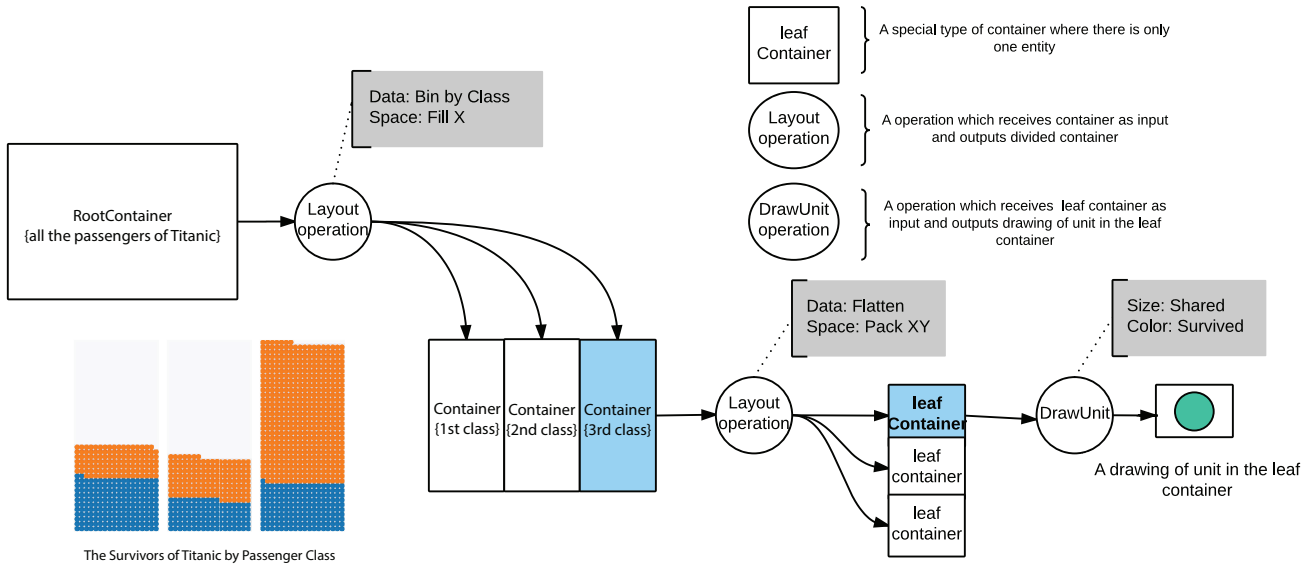 leaf
Container
A special type of container where there is only
one entity
Data: Bin by Class
Space: Fill X
Layout
operation
A operation which receives container as input
and outputs divided container
RootContainer
{all the passengers of Titanic}
Layout
operation
DrawUnit
operation
A operation which receives leaf container as
input and outputs drawing of unit in the leaf
container
Data: Flatten
Space: Pack XY
Size: Shared
Color: Survived
Container
{1st class}
Container
{2nd class}
Container
{3rd class}
Layout
operation
leaf
Container
leaf
container
leaf
container
DrawUnit
A drawing of unit in the leaf
container
The Survivors of Titanic by Passenger Class